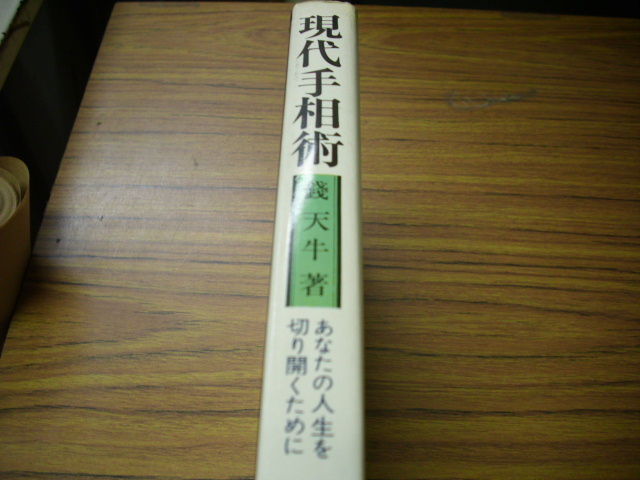 現代手相術
錢天牛著
あなたの人生を
切り開くために